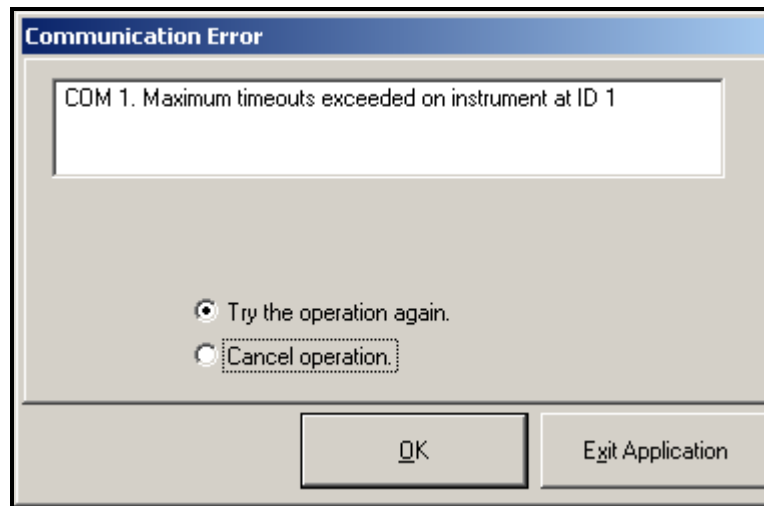 Communication Error
COM 1. Maximum timeouts exceeded on instrument at ID 1
Try the operation again.
Cancel operation.
OK
Exit Application